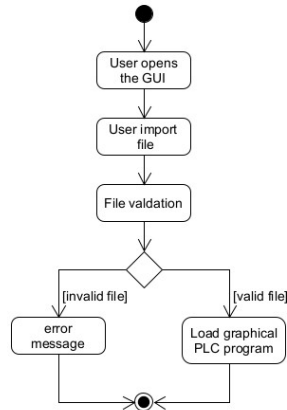 User opens
the GUI
User import
file
File valdation
[invalid file]
[valid file]
error
message
Load graphical
PLC program